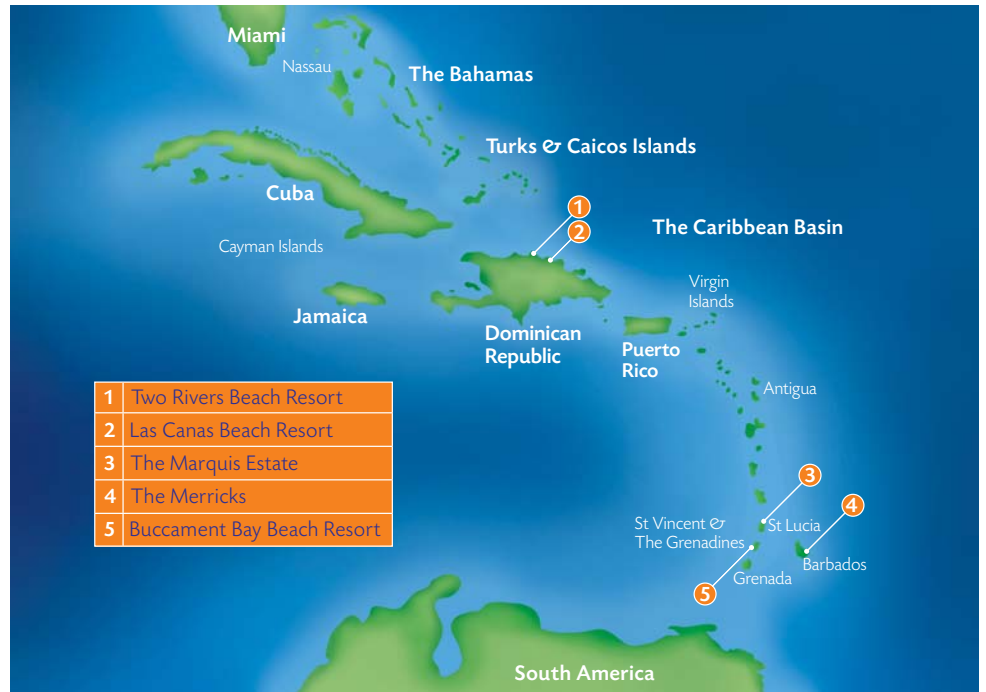 Miami
Nassau
The Bahamas
Turks & Caicos Islands
Cuba
1
2
The Caribbean Basin
Cayman Islands
Virgin
Islands
Jamaica
Dominican
Republic
Puerto
Rico
Antigua
1 Two Rivers Beach Resort
2 Las Canas Beach Resort
3 The Marquis Estate
4 The Merricks
5 Buccament Bay Beach Resort
3
4
St Vincent &
The Grenadines
St Lucia
Barbados
Grenada
5
South America